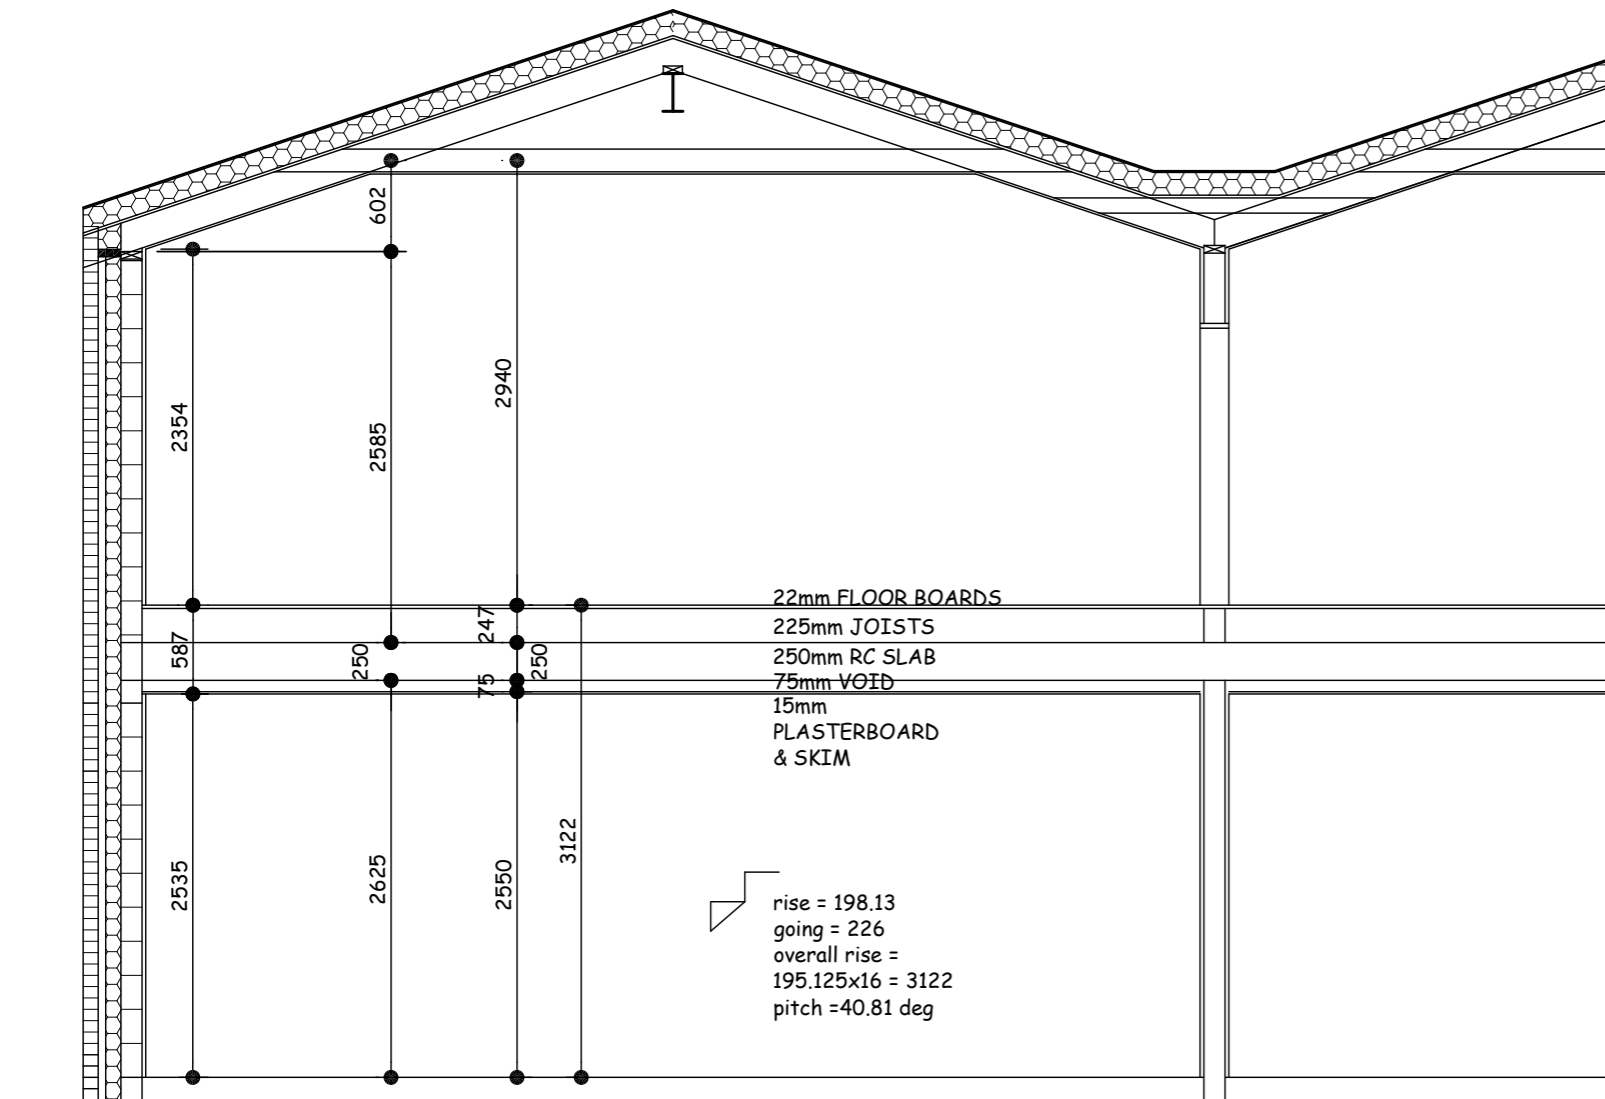 602
2354
2585
2940
247
587
250
250
75
2535
2625
2550
3122
22mm FLOOR BOARDS
225mm JOISTS
250mm RC SLAB
75mm VOID
15mm
PLASTERBOARD
& SKIM
rise = 198.13
going = 226
overall rise =
195.125x16 = 3122
pitch =40.81 deg